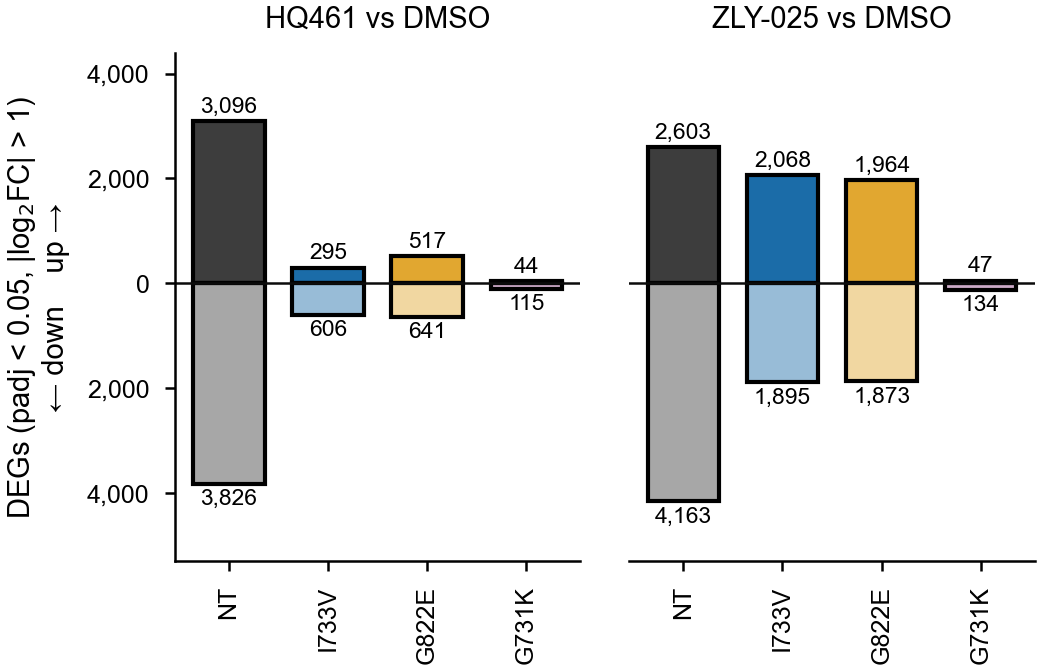 HQ461 vs DMSO
ZLY-025 vs DMSO
DEGs (padj < 0.05, |log₂FC| > 1)
← down up →
4,000
2,000
0
2,000
4,000
3,096
295
517
44
3,826
606
641
115
2,603
2,068
1,964
47
4,163
1,895
1,873
134
NT
I733V
G822E
G731K
NT
I733V
G822E
G731K